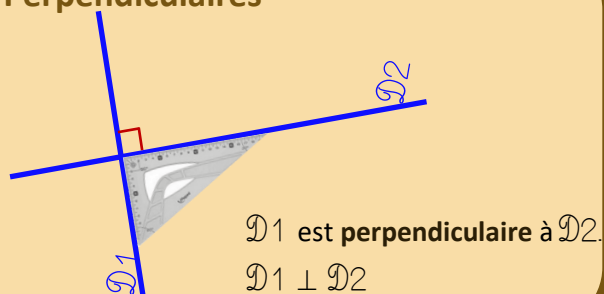 Perpendiculaires
D2
D1 est perpendiculaire à D2.
D1 ⊥ D2
D1